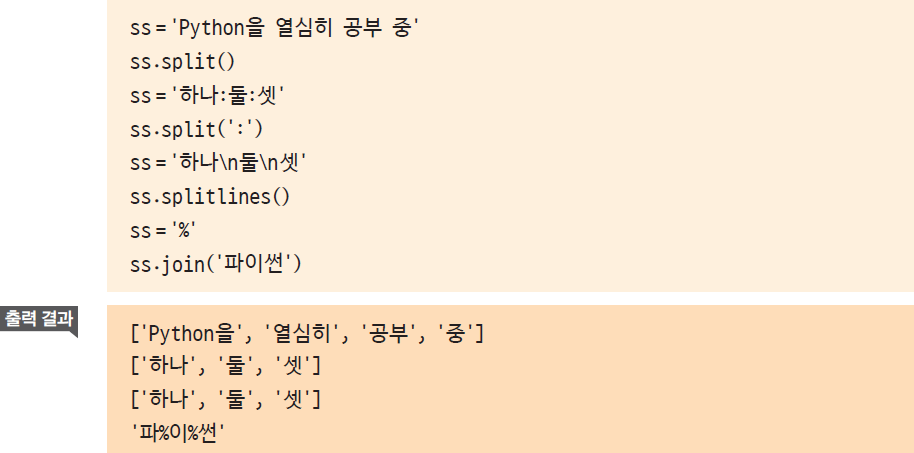 ss='Python을 열심히 공부 중'
ss.split()
ss='하나:둘:셋'
ss.split(':')
ss='하나\n둘\n셋'
ss.splitlines()
ss='%'
ss.join('파이썬')
출력 결과
['Python을', '열심히', '공부', '중']
['하나', '둘', '셋']
['하나', '둘', '셋']
'파%이%썬'